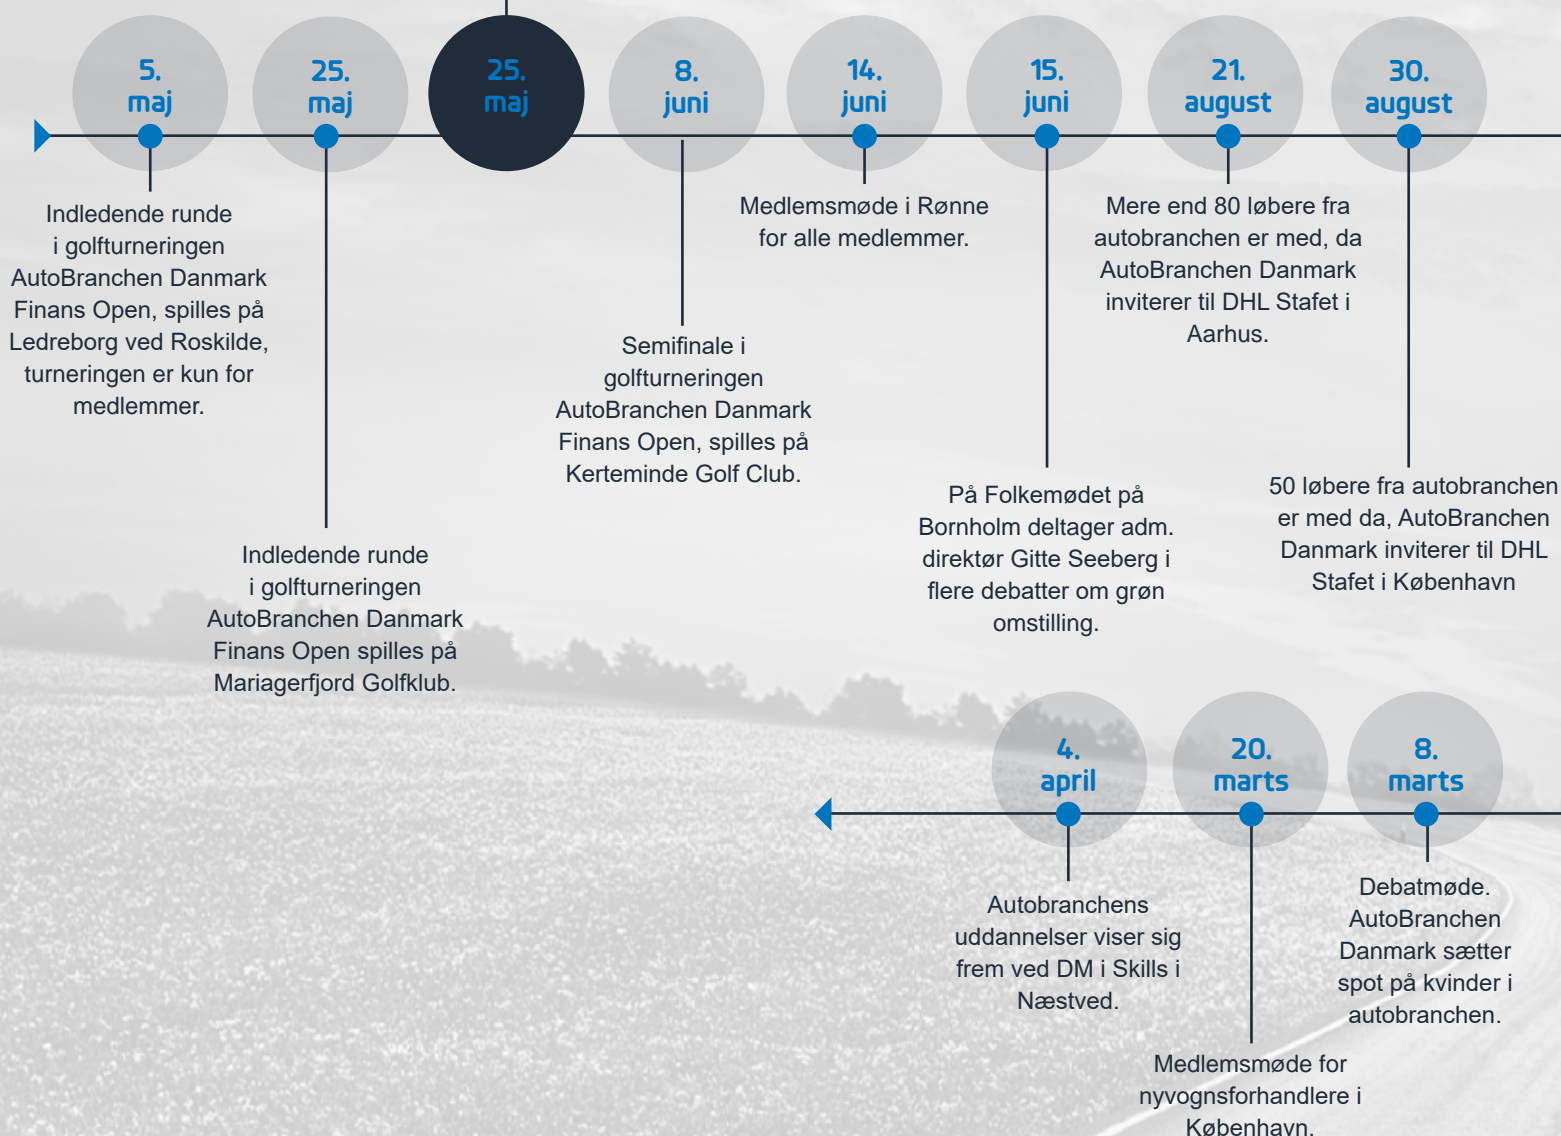 5.
maj
Indledende runde
i golfturneringen
AutoBranchen Danmark
Finans Open, spilles på
Ledreborg ved Roskilde,
turneringen er kun for
medlemmer.
25.
maj
Indledende runde
i golfturneringen
AutoBranchen Danmark
Finans Open spilles på
Mariagerfjord Golfklub.
25.
maj
8.
juni
Semifinale i
golfturneringen
AutoBranchen Danmark
Finans Open, spilles på
Kerteminde Golf Club.
14.
juni
Medlemsmøde i Rønne
for alle medlemmer.
15.
juni
På Folkemødet på
Bornholm deltager adm.
direktør Gitte Seeberg i
flere debatter om grøn
omstilling.
21.
august
Mere end 80 løbere fra
autobranchen er med, da
AutoBranchen Danmark
inviterer til DHL Stafet i
Aarhus.
30.
august
50 løbere fra autobranchen
er med da, AutoBranchen
Danmark inviterer til DHL
Stafet i København
4.
april
Autobranchens
uddannelser viser sig
frem ved DM i Skills i
Næstved.
20.
marts
Medlemsmøde for
nyvognsforhandlere i
København.
8.
marts
Debatmøde.
AutoBranchen
Danmark sætter
spot på kvinder i
autobranchen.